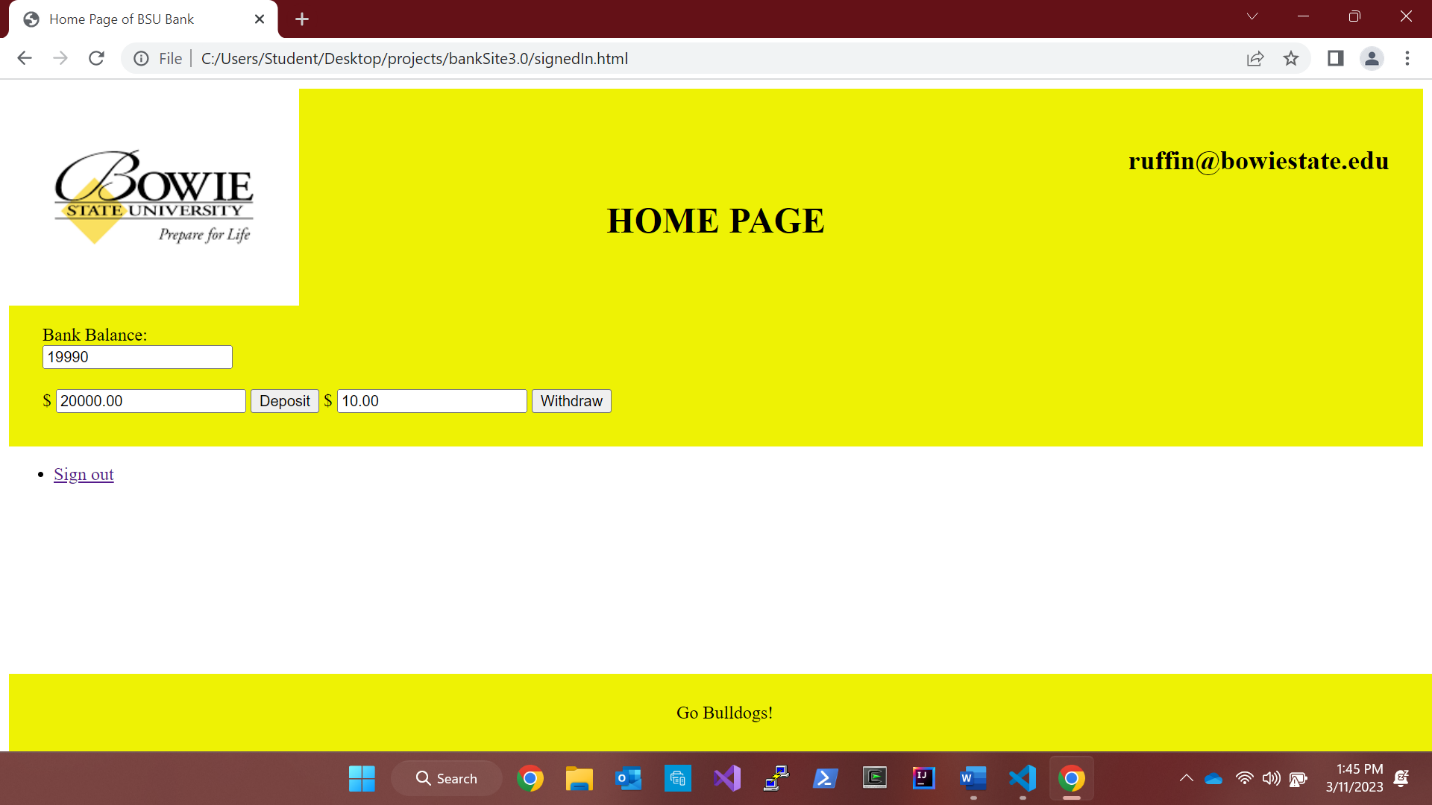 Home Page of BSU Bank
File C:/Users/Student/Desktop/projects/bankSite3.0/signedIn.html
BOWIE
STATE UNIVERSITY
Prepare for Life
ruffin@bowiestate.edu
HOME PAGE
Bank Balance:
19990
$ 20000.00 Deposit $ 10.00 Withdraw
• Sign out
Go Bulldogs!
Search
1:45 PM
3/11/2023